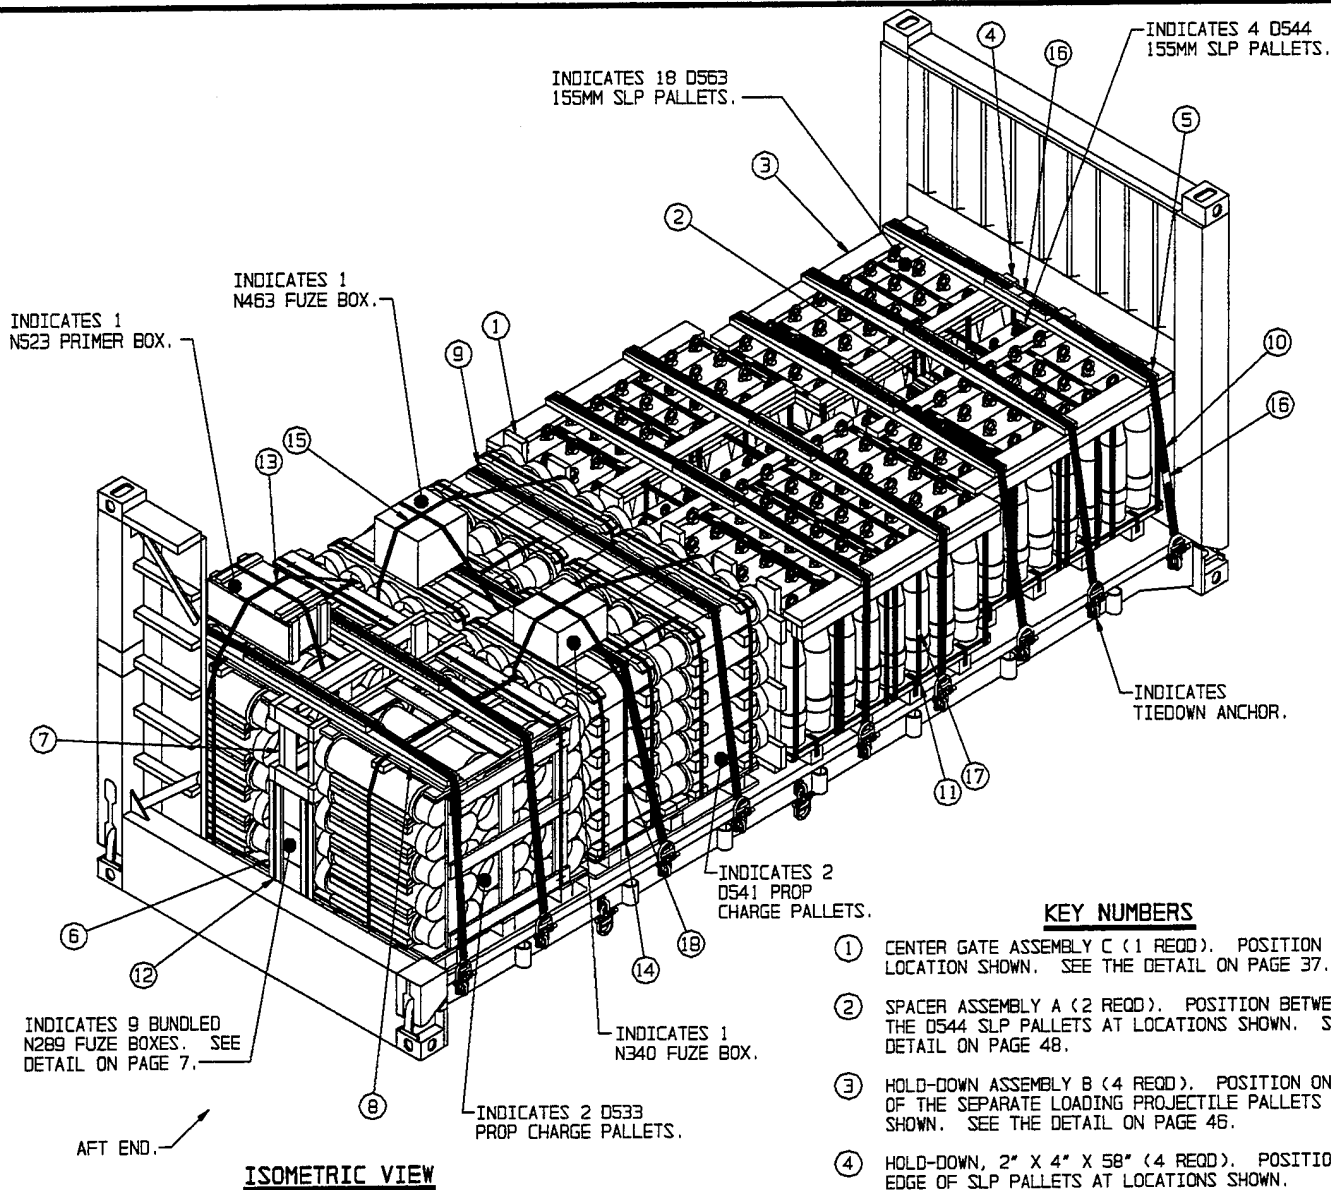 INDICATES 4 D544
155MM SLP PALLETS.
INDICATES 18 D563
155MM SLP PALLETS.
4
16
5
3
2
INDICATES 1
N463 FUZE BOX.
INDICATES 1
N523 PRIMER BOX.
1
9
10
16
15
13
INDICATES
TIEDOWN ANCHOR.
7
17
11
INDICATES 2
D541 PROP
CHARGE PALLETS.
6
12
18
14
INDICATES 9 BUNDLED
N289 FUZE BOXES. SEE
DETAIL ON PAGE 7.
INDICATES 1
N340 FUZE BOX.
8
INDICATES 2 D533
PROP CHARGE PALLETS.
AFT END.
ISOMETRIC VIEW
KEY NUMBERS
1 CENTER GATE ASSEMBLY C (1 REQD). POSITION
LOCATION SHOWN. SEE THE DETAIL ON PAGE 37.
2 SPACER ASSEMBLY A (2 REQD). POSITION BETWE
THE D544 SLP PALLETS AT LOCATIONS SHOWN. S
DETAIL ON PAGE 48.
3 HOLD-DOWN ASSEMBLY B (4 REQD). POSITION ON
OF THE SEPARATE LOADING PROJECTILE PALLETS
SHOWN. SEE THE DETAIL ON PAGE 46.
4 HOLD-DOWN, 2" X 4" X 58" (4 REQD). POSITIO
EDGE OF SLP PALLETS AT LOCATIONS SHOWN.